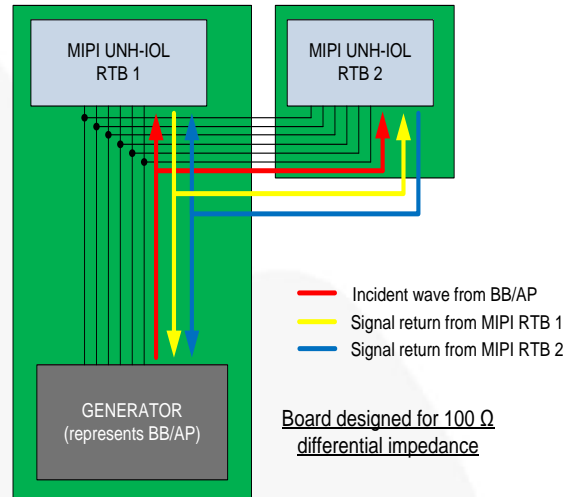 MIPI UNH-IOL
RTB 1
MIPI UNH-IOL
RTB 2
Incident wave from BB/AP
Signal return from MIPI RTB 1
Signal return from MIPI RTB 2
GENERATOR
(represents BB/AP)
Board designed for 100 Ω
differential impedance